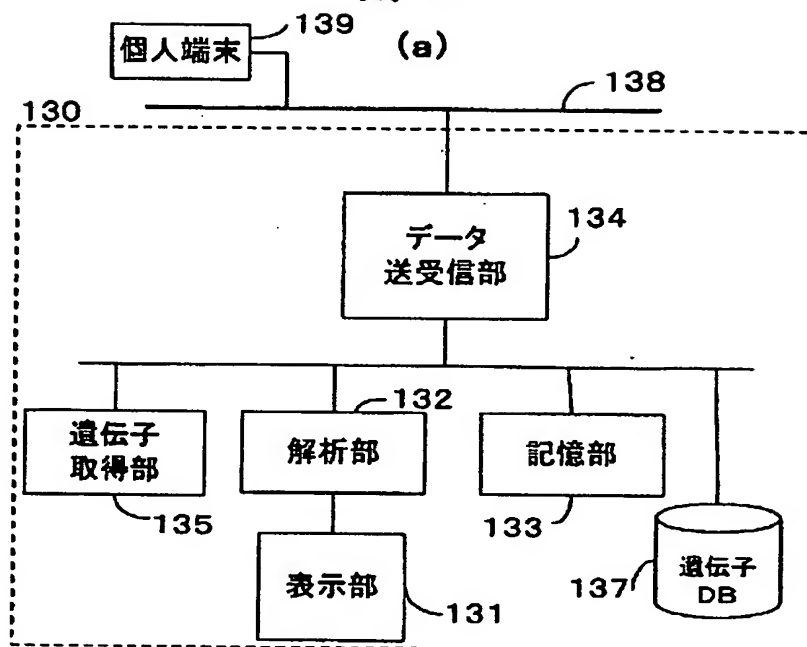 個人端末
139
(a)
138
130
データ
送受信部
134
132
遺伝子
取得部
解析部
記憶部
135
133
表示部
131
137
遺伝子
DB